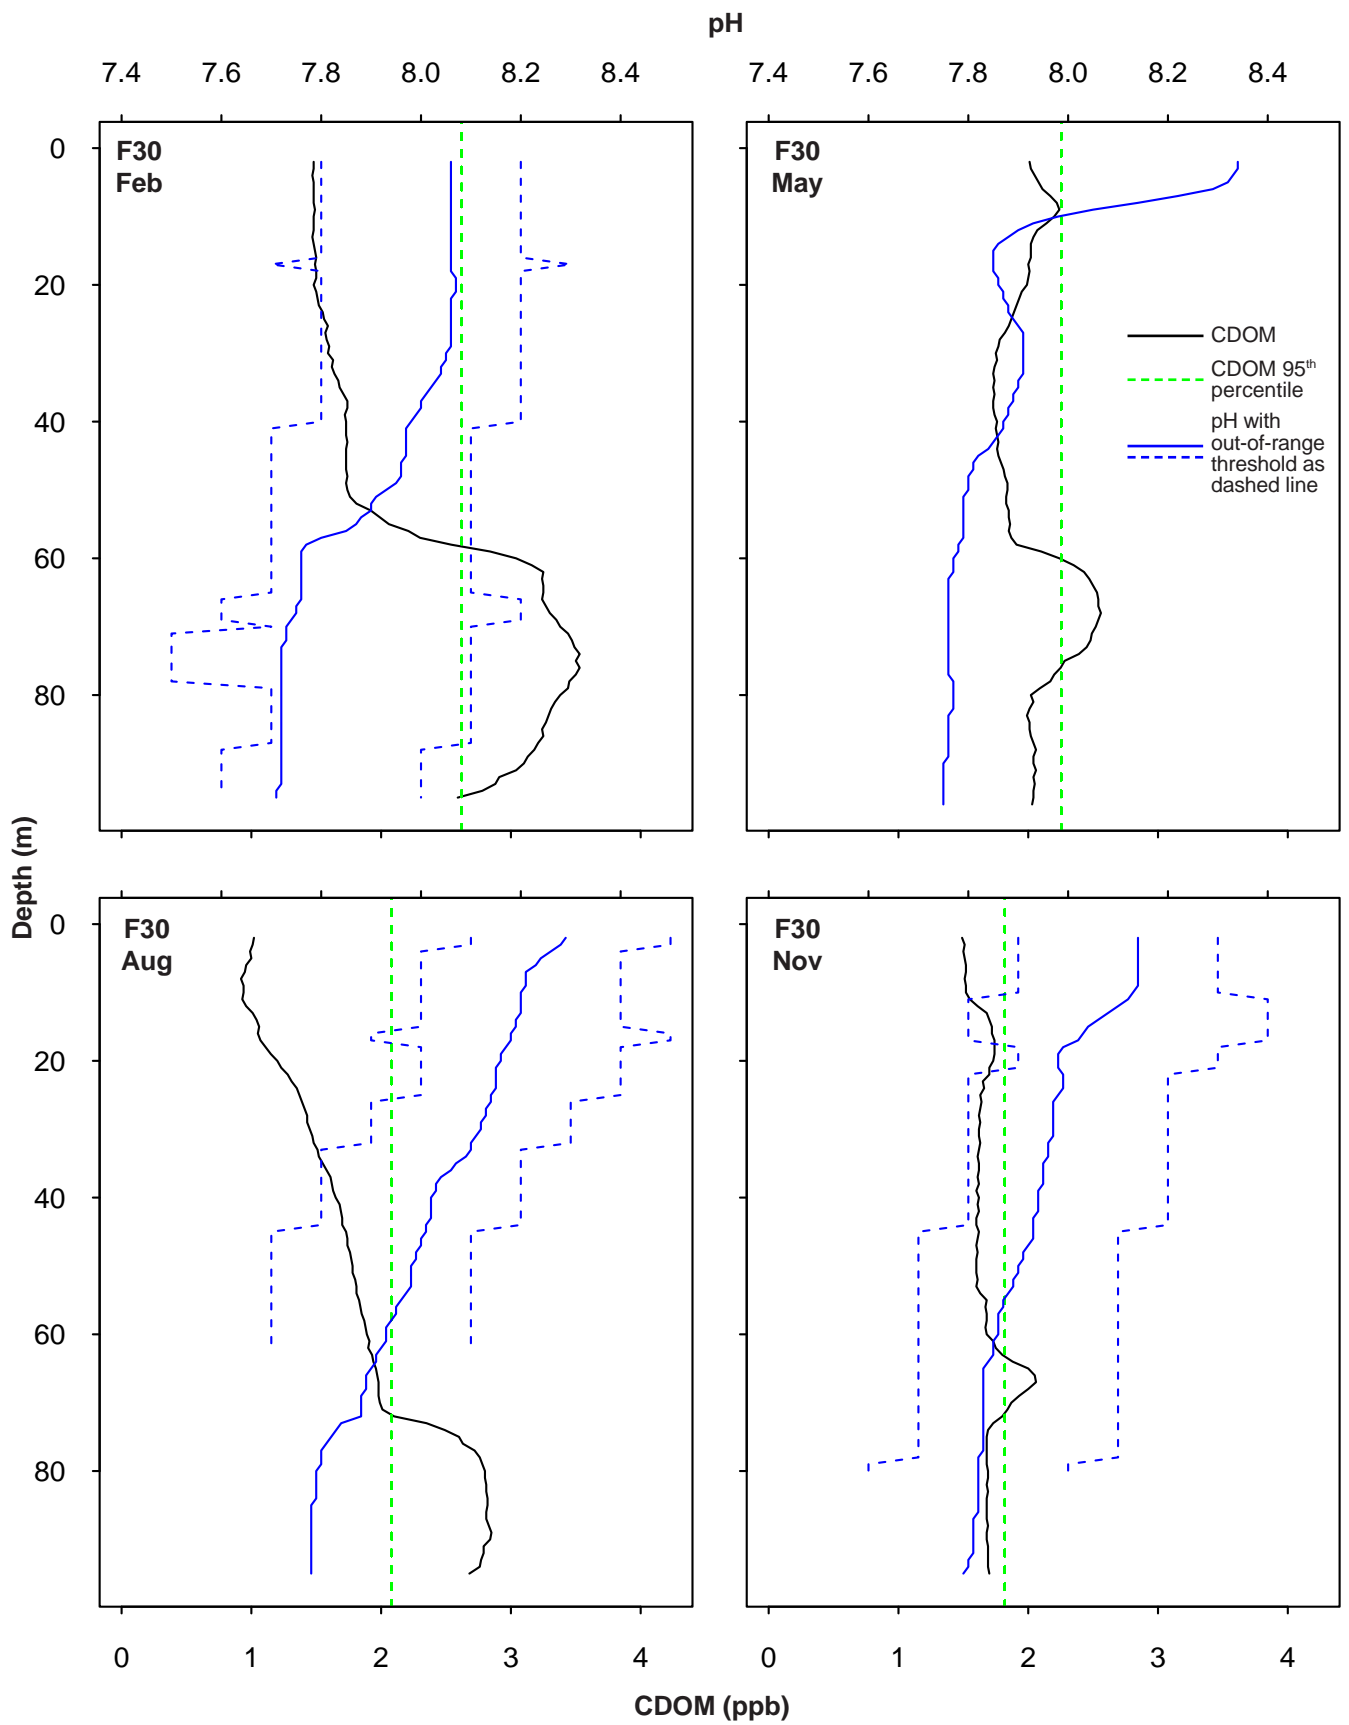 pH
7.4 7.6 7.8 8.0 8.2 8.4 7.4 7.6 7.8 8.0 8.2 8.4
F30
Feb
F30
May
0
20
40
60
80
CDOM
CDOM 95th
percentile
pH with
out-of-range
threshold as
dashed line
Depth (m)
F30
Aug
F30
Nov
0
20
40
60
80
0 1 2 3 4 0 1 2 3 4
CDOM (ppb)